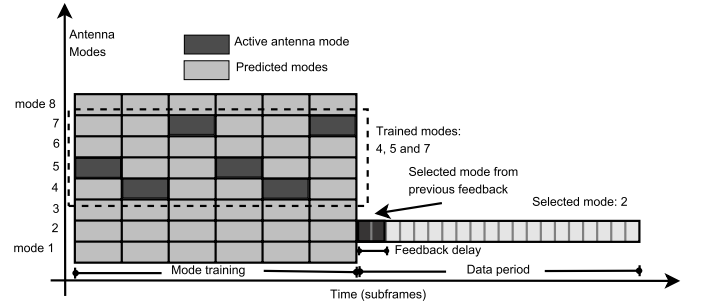 Antenna
Modes
Active antenna mode
Predicted modes
mode 8
7
6
5
4
3
2
mode 1
Trained modes:
4, 5 and 7
Selected mode from
previous feedback
Selected mode: 2
Feedback delay
Mode training
Data period
Time (subframes)